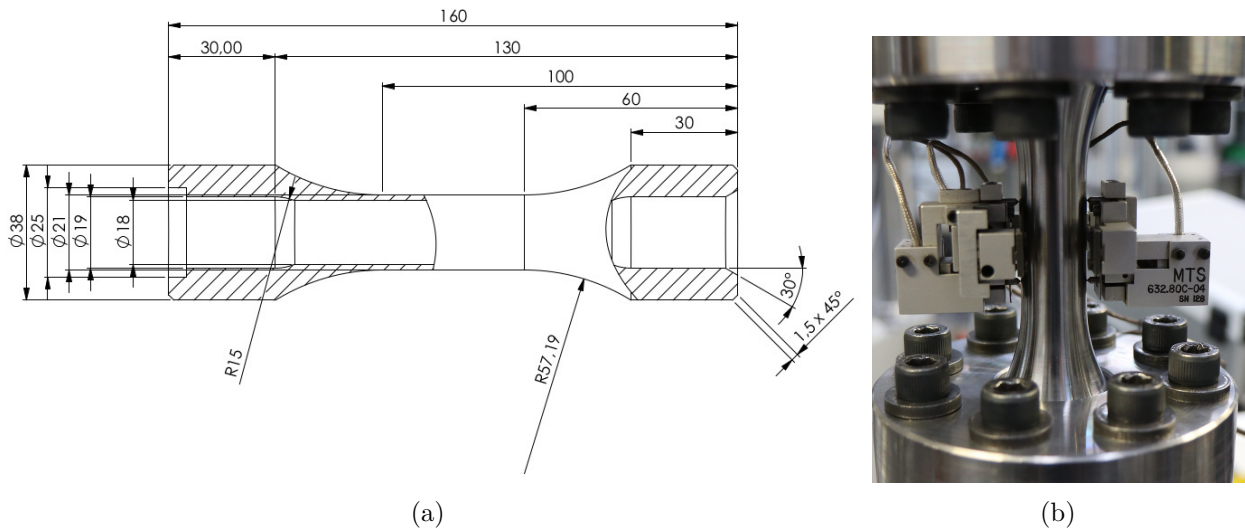 160
30,00
130
100
60
30
Ø38
Ø25
Ø21
Ø19
Ø18
R15
R57,19
30°
1,5 x 45°
MTS
632.80C-04
SN 128
(a)
(b)